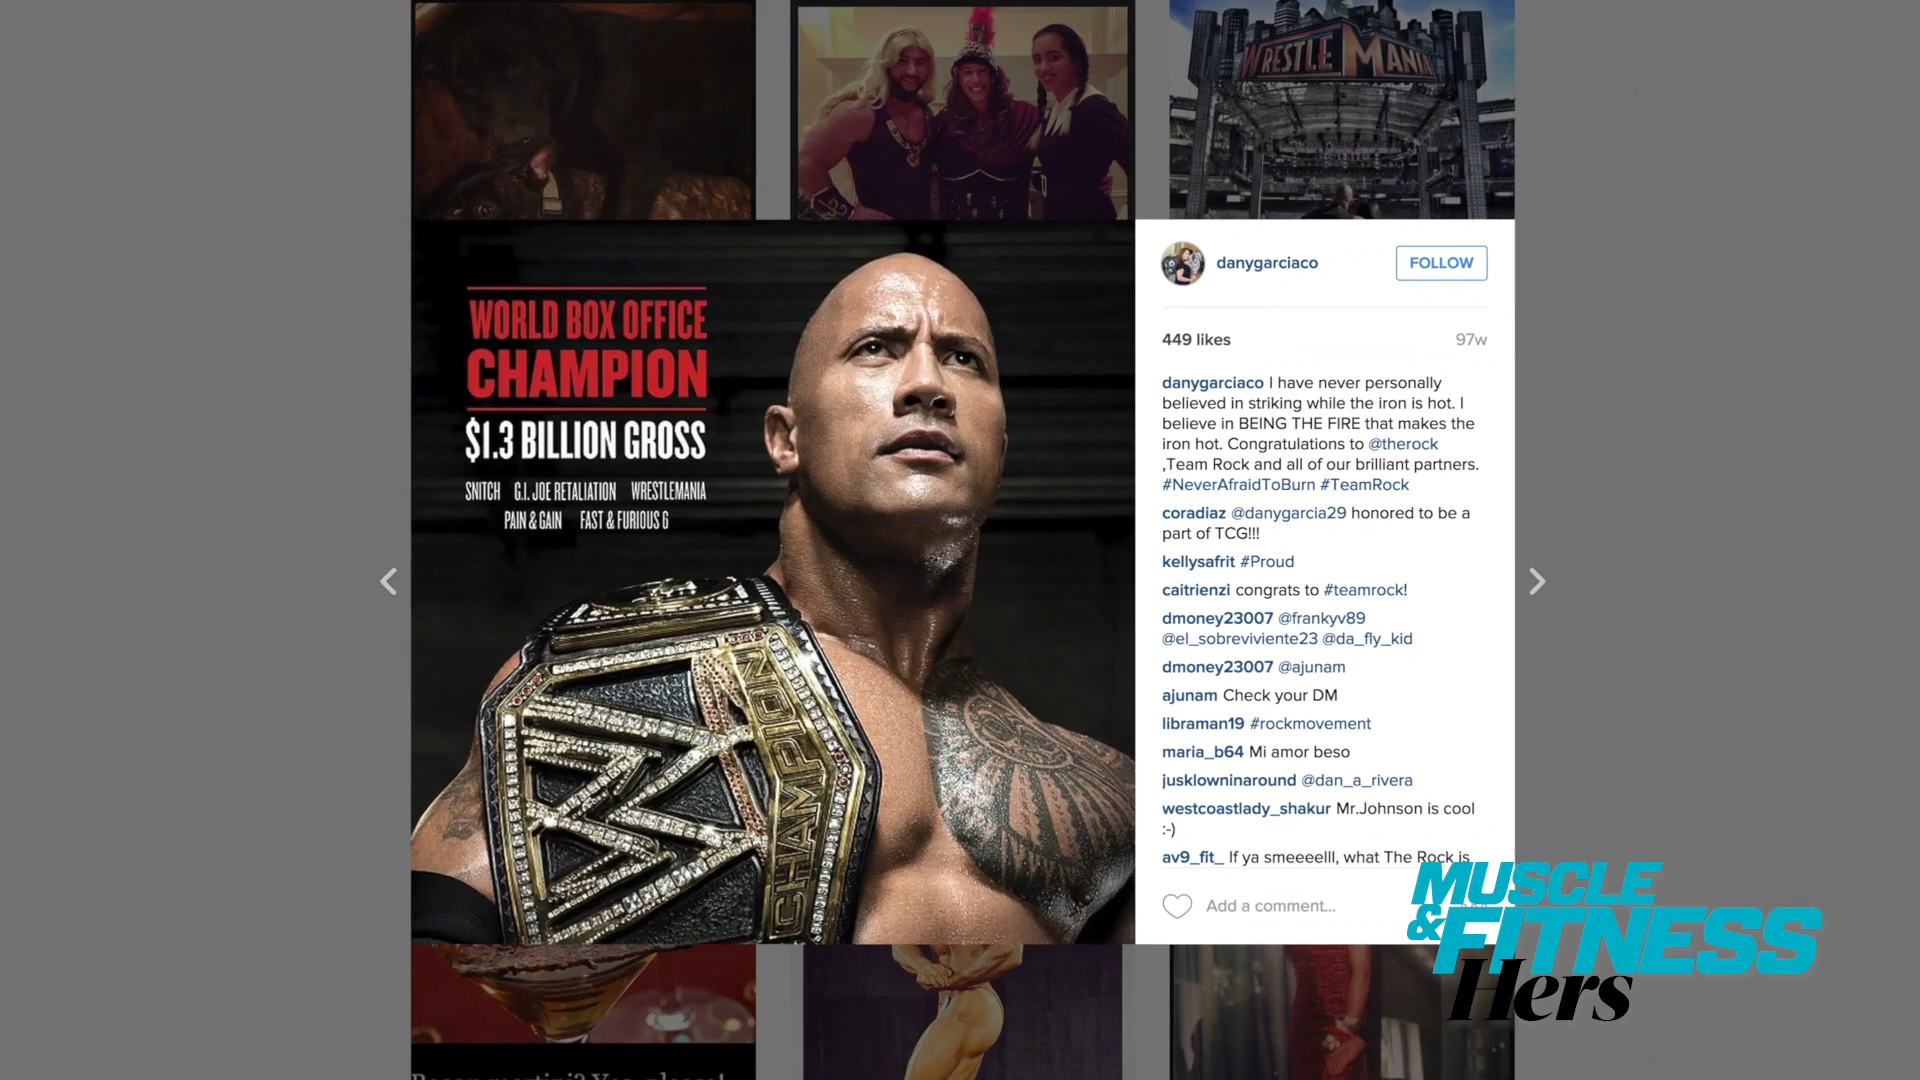 WRESTLEMANIA
WORLD BOX OFFICE
CHAMPION
$1.3 BILLION GROSS
SNITCH G.I. JOE RETALIATION WRESTLEMANIA
PAIN & GAIN FAST & FURIOUS 6
CHAMPION
danygarciaco
FOLLOW
449 likes 97w
danygarciaco I have never personally
believed in striking while the iron is hot. I
believe in BEING THE FIRE that makes the
iron hot. Congratulations to @therock
,Team Rock and all of our brilliant partners.
#NeverAfraidToBurn #TeamRock
coradiaz @danygarcia29 honored to be a
part of TCG!!!
kellysafrit #Proud
caitrienzi congrats to #teamrock!
dmoney23007 @frankyv89
@el_sobreviviente23 @da_fly_kid
dmoney23007 @ajunam
ajunam Check your DM
libraman19 #rockmovement
maria_b64 Mi amor beso
jusklowninaround @dan_a_rivera
westcoastlady_shakur Mr.Johnson is cool
:-)
av9_fit_ If ya smeeeelll, what The Rock is
Add a comment...
MUSCLE
&FITNESS
Hers
Bacon martini? Yes, please!